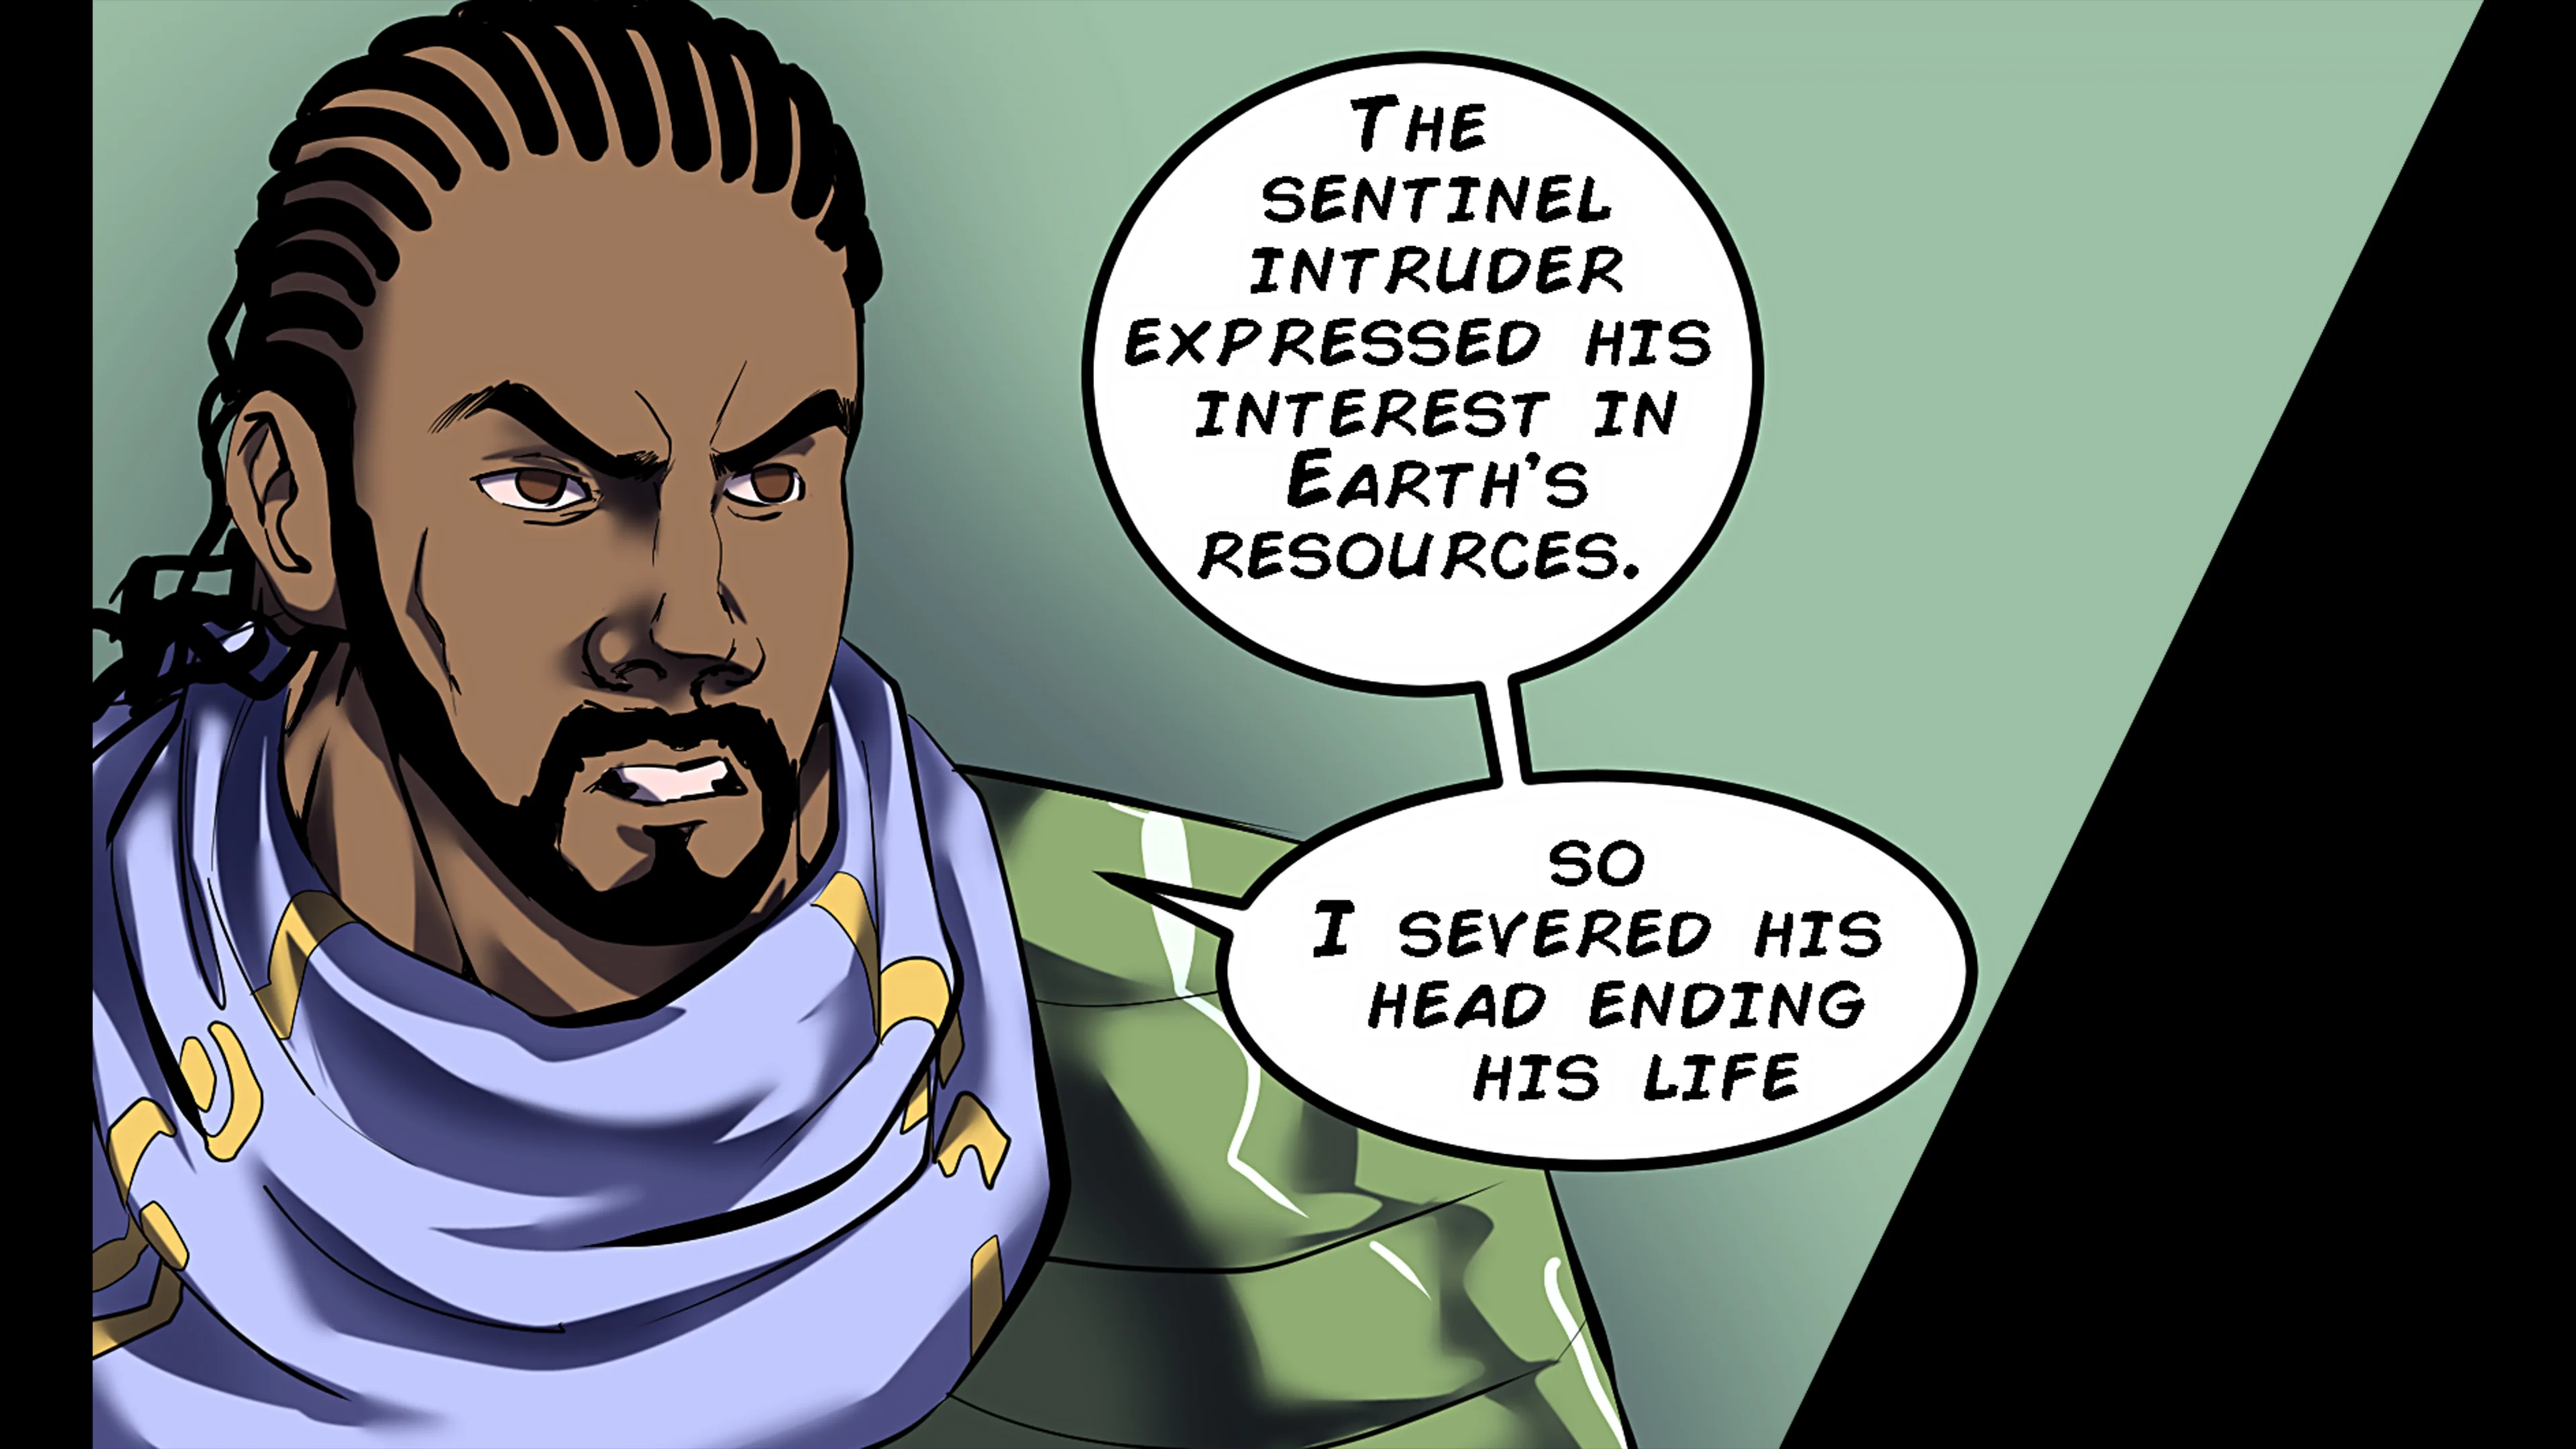 THE
SENTINEL
INTRUDER
EXPRESSED HIS
INTEREST IN
EARTH'S
RESOURCES.
SO
I SEVERED HIS
HEAD ENDING
HIS LIFE